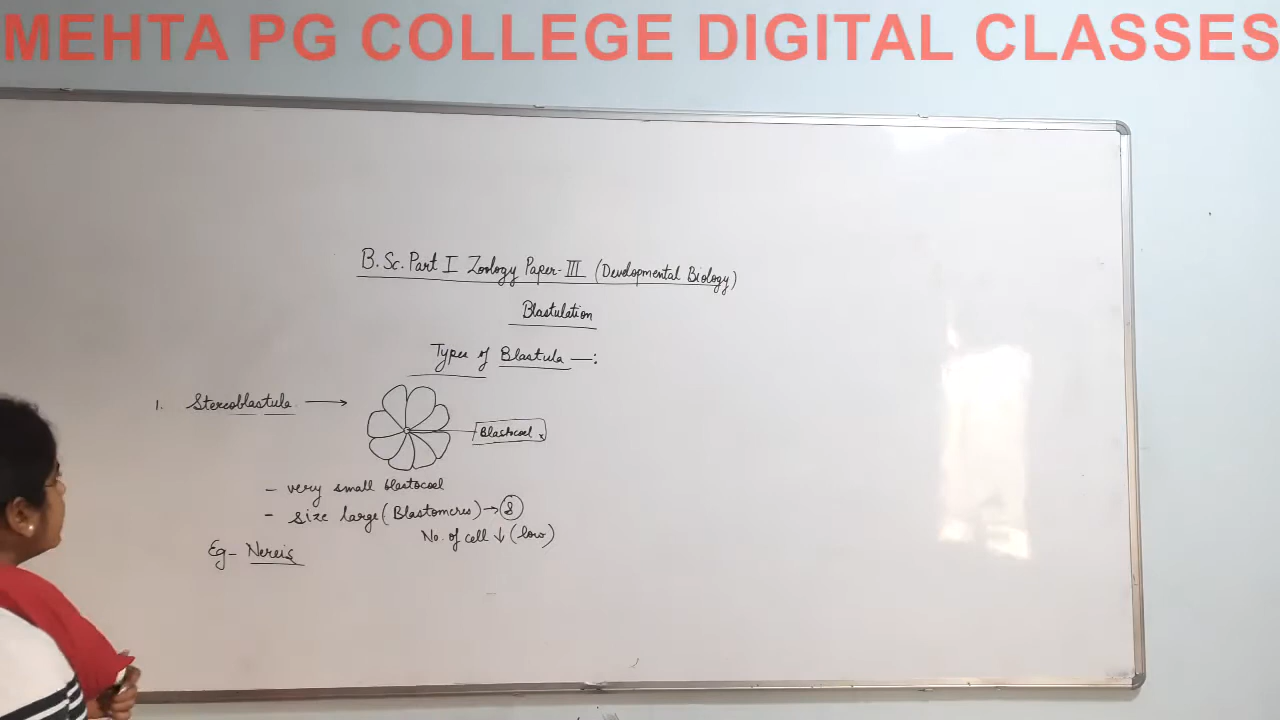 MEHTA PG COLLEGE DIGITAL CLASSES
B.Sc. Part I Zoology Paper-III (Devdopmental Biology)
Blastulation
Types of Blastula —:
1. Stereoblastula →
Blastocoel
- very small blastocoel
- size large (Blastomeres) → 8
No. of cell ↓ (low)
Eg- Nereis